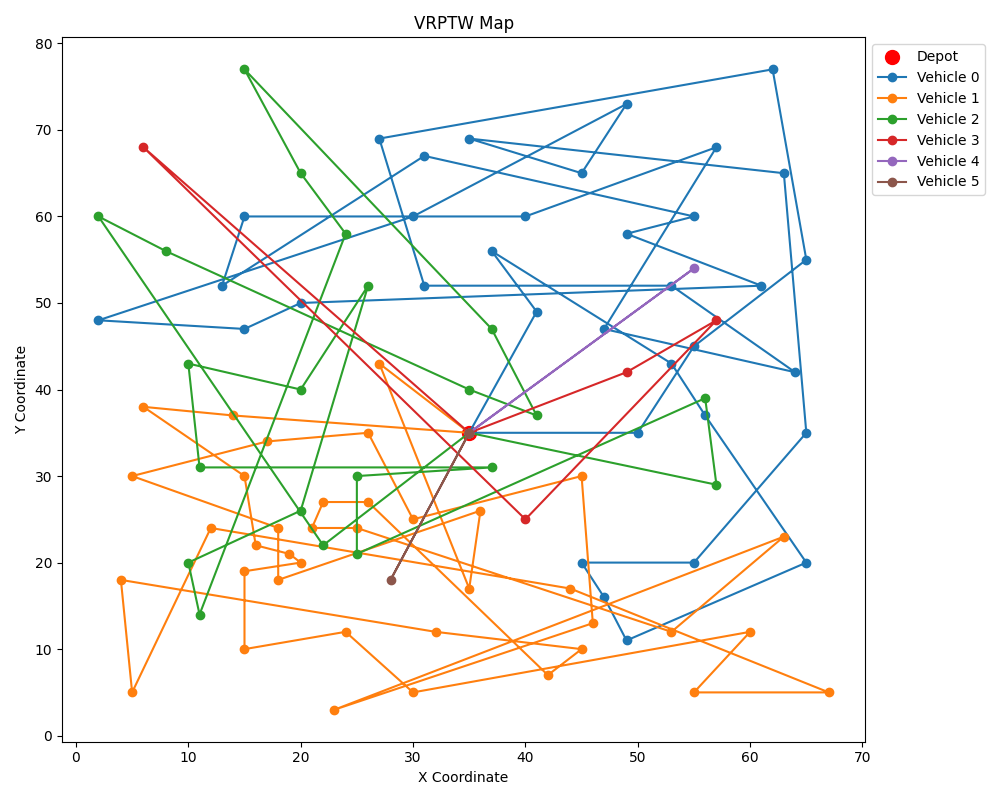 VRPTW Map
Depot
Vehicle 0
Vehicle 1
Vehicle 2
Vehicle 3
Vehicle 4
Vehicle 5
Y Coordinate
80
70
60
50
40
30
20
10
0
0 10 20 30 40 50 60 70
X Coordinate